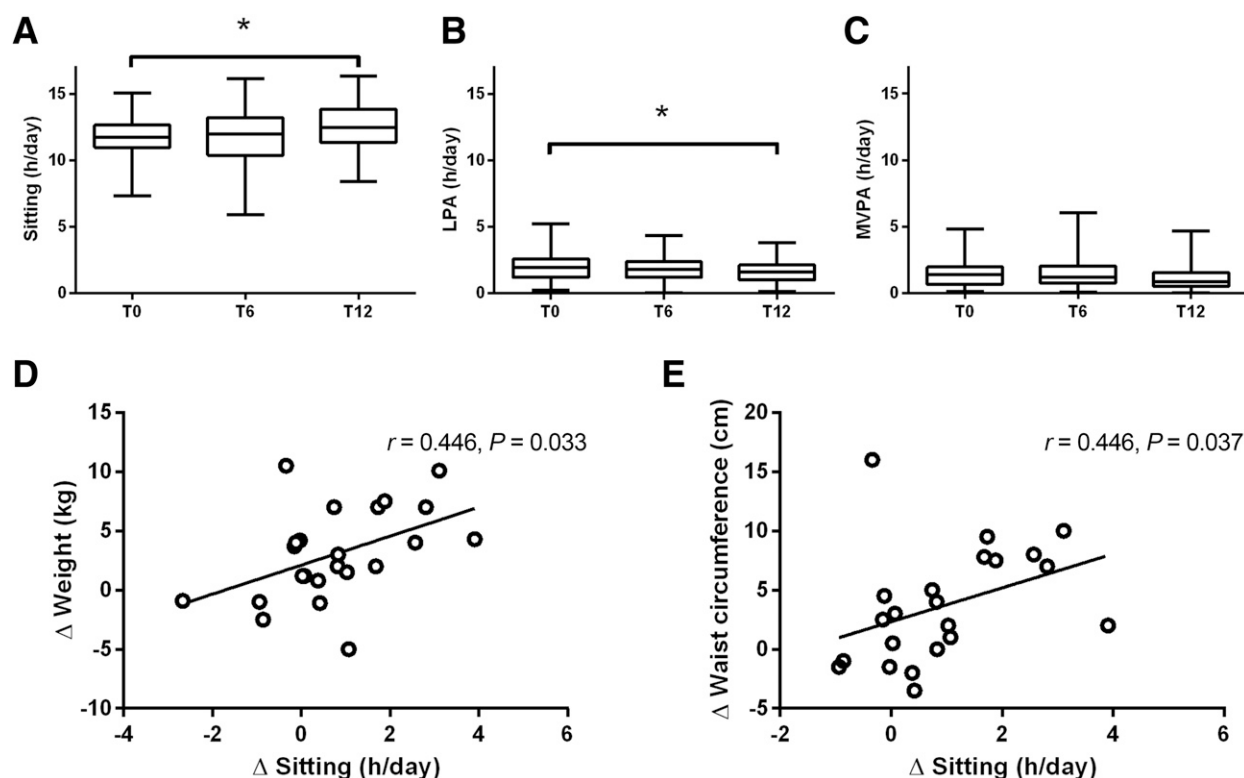 A
*
Sitting (h/day)
15
10
5
0
T0 T6 T12
B
*
LPA (h/day)
15
10
5
0
T0 T6 T12
C
MVPA (h/day)
15
10
5
0
T0 T6 T12
D
r = 0.446, P = 0.033
Δ Weight (kg)
15
10
5
0
-5
-10
-4 -2 0 2 4 6
Δ Sitting (h/day)
E
r = 0.446, P = 0.037
Δ Waist circumference (cm)
20
15
10
5
0
-5
-2 0 2 4 6
Δ Sitting (h/day)